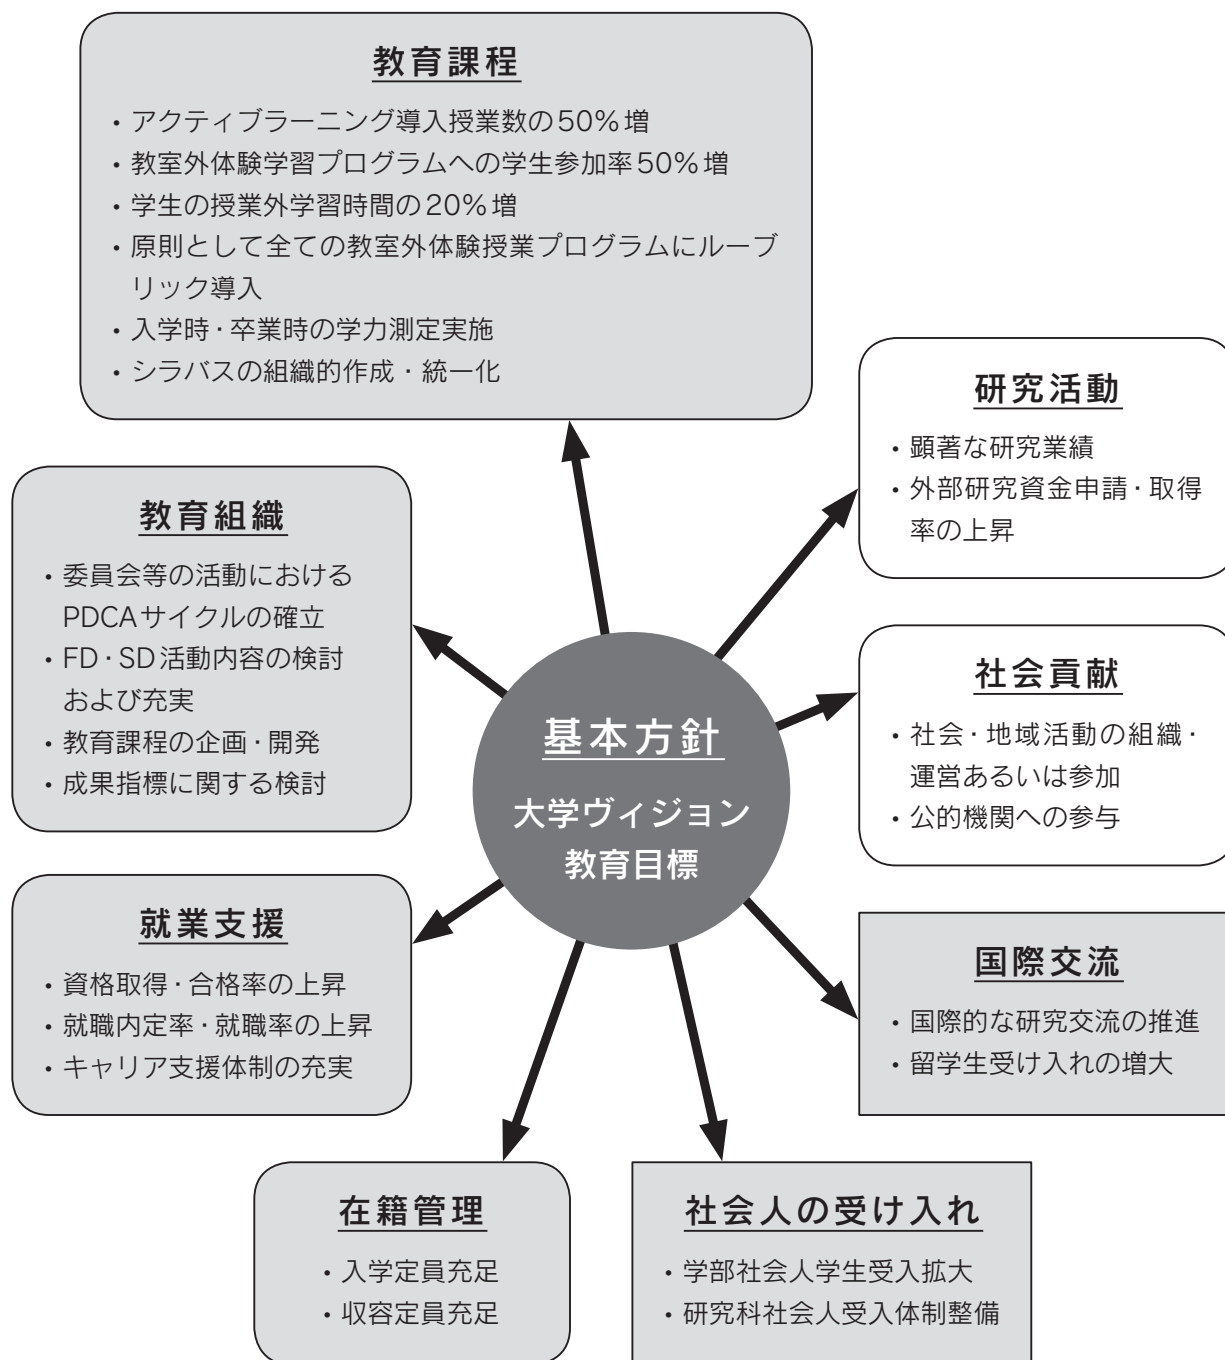 教育課程
・アクティブラーニング導入授業数の50％増
・教室外体験学習プログラムへの学生参加率50％増
・学生の授業外学習時間の20％増
・原則として全ての教室外体験授業プログラムにルーブ
リック導入
・入学時・卒業時の学力測定実施
・シラバスの組織的作成・統一化
教育組織
・委員会等の活動における
PDCAサイクルの確立
・FD・SD活動内容の検討
および充実
・教育課程の企画・開発
・成果指標に関する検討
就業支援
・資格取得・合格率の上昇
・就職内定率・就職率の上昇
・キャリア支援体制の充実
基本方針
大学ヴィジョン
教育目標
研究活動
・顕著な研究業績
・外部研究資金申請・取得
率の上昇
社会貢献
・社会・地域活動の組織・
運営あるいは参加
・公的機関への参与
国際交流
・国際的な研究交流の推進
・留学生受け入れの増大
在籍管理
・入学定員充足
・収容定員充足
社会人の受け入れ
・学部社会人学生受入拡大
・研究科社会人受入体制整備